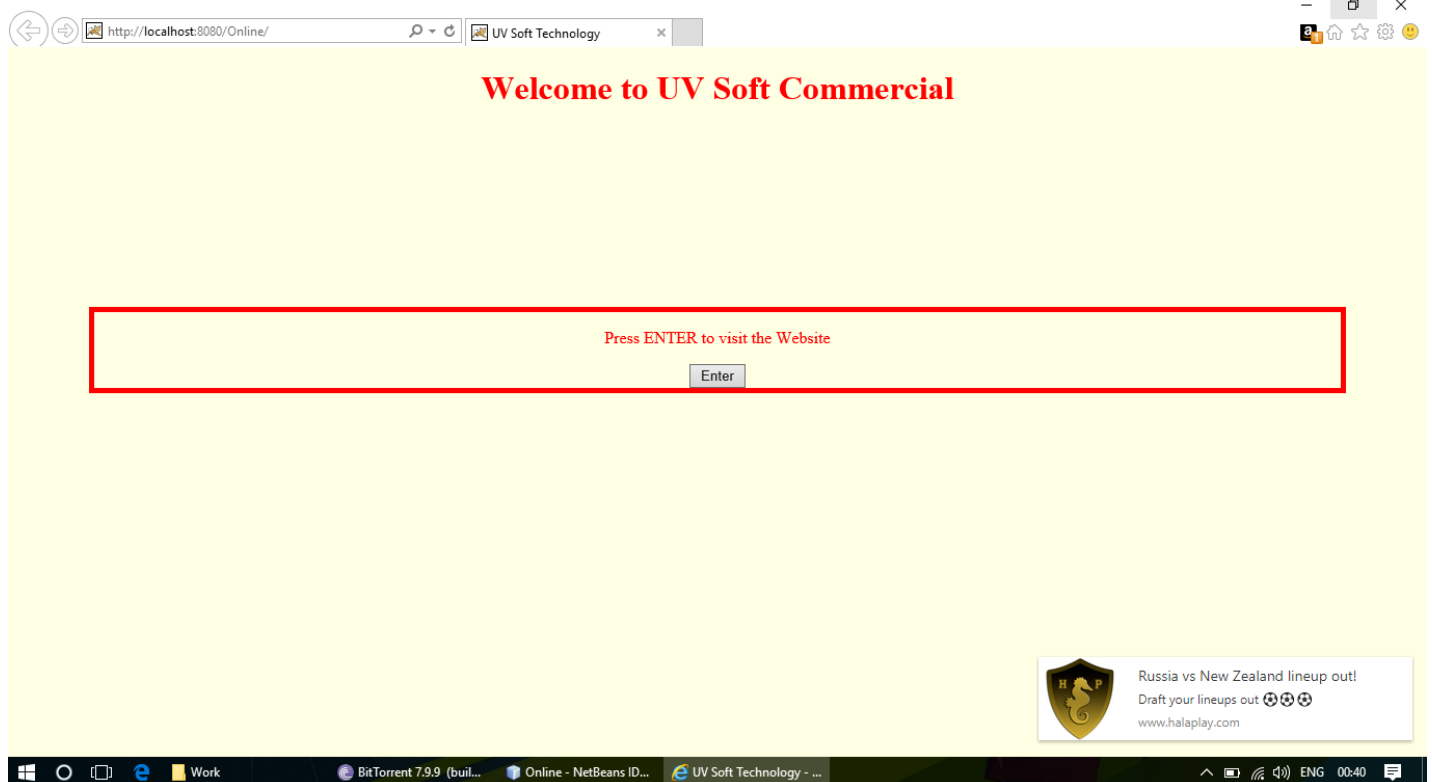 http://localhost:8080/Online/
UV Soft Technology
Welcome to UV Soft Commercial
Press ENTER to visit the Website
Enter
H P
Russia vs New Zealand lineup out!
Draft your lineups out ⚽⚽⚽
www.halaplay.com
Work
BitTorrent 7.9.9 (buil...
Online - NetBeans ID...
UV Soft Technology - ...
ENG
00:40